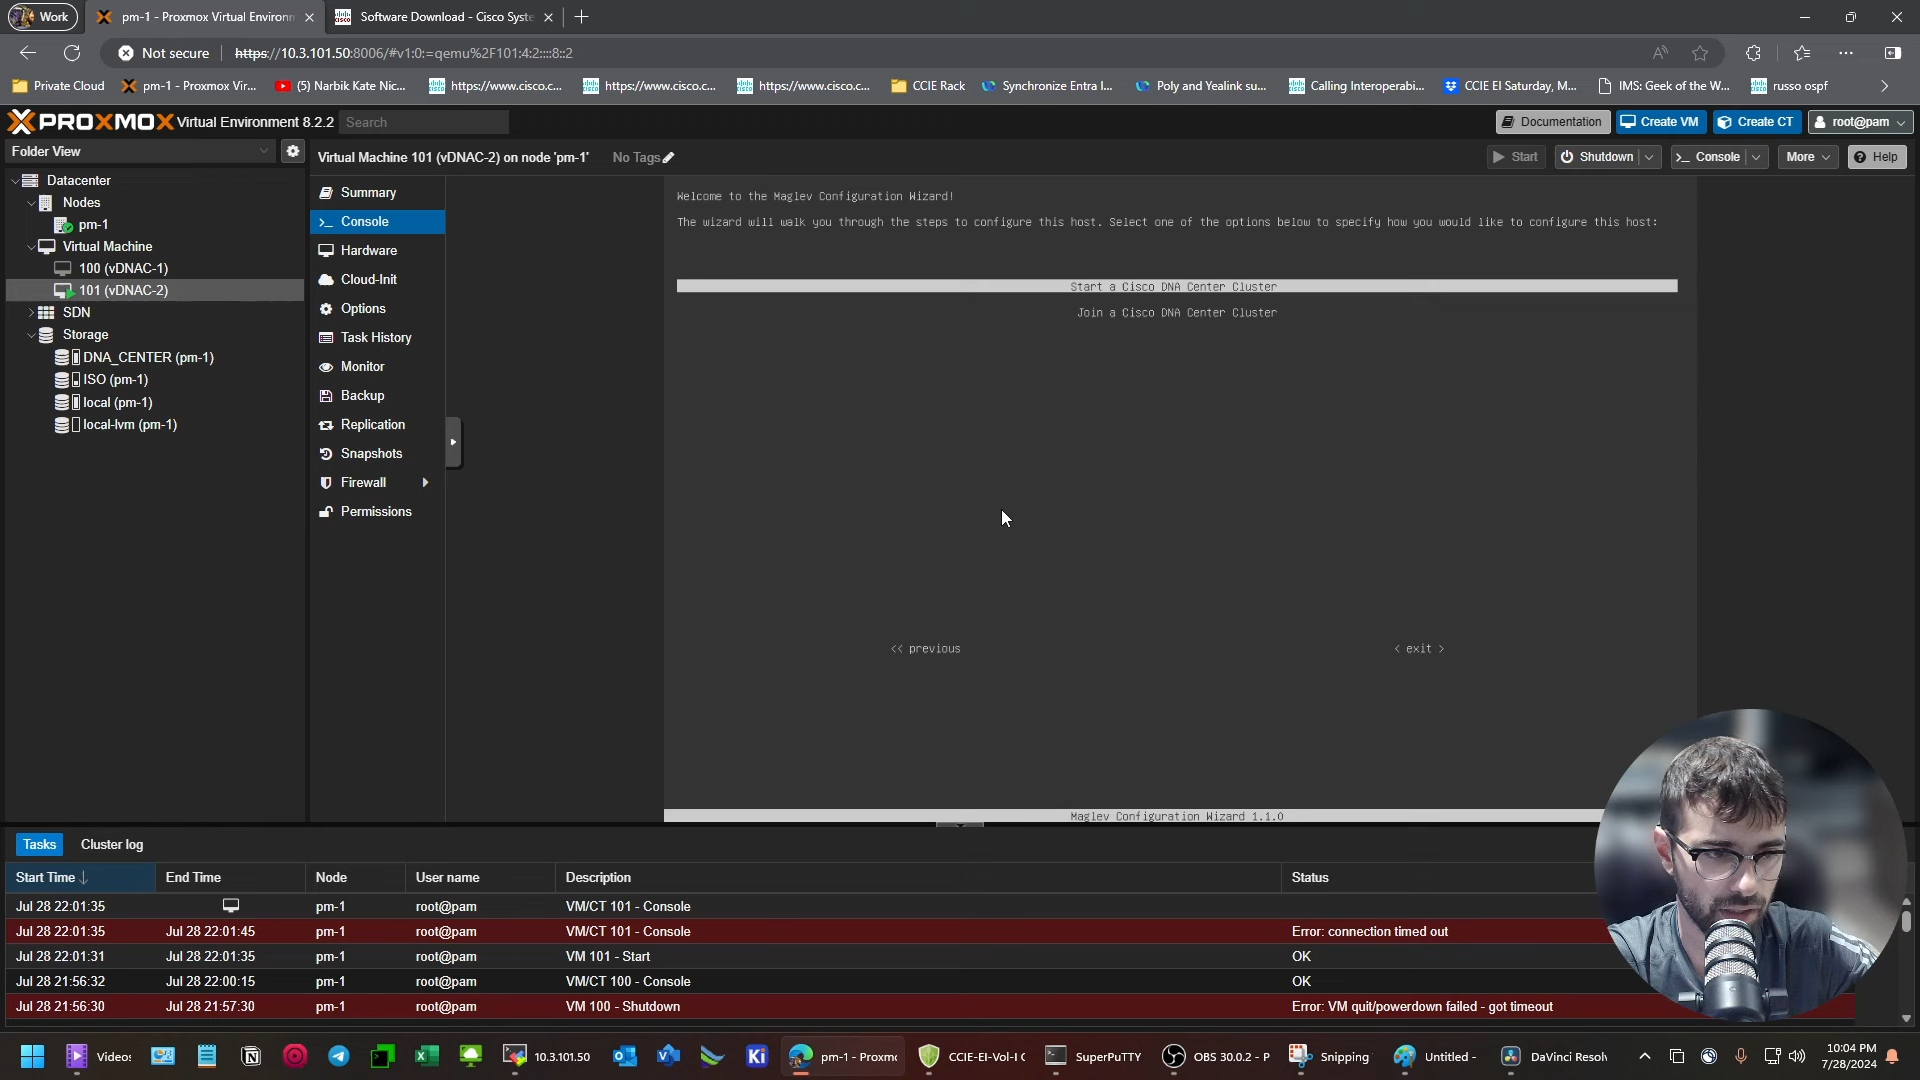 Work
pm-1 - Proxmox Virtual Environm
Software Download - Cisco Syste
Not secure
https://10.3.101.50:8006/#v1:0:=qemu%2F101:4:2::::8::2
Private Cloud
pm-1 - Proxmox Vir...
(5) Narbik Kate Nic...
https://www.cisco.c...
https://www.cisco.c...
https://www.cisco.c...
CCIE Rack
Synchronize Entra I...
Poly and Yealink su...
Calling Interoperabi...
CCIE EI Saturday, M...
IMS: Geek of the W...
russo ospf
PROXMOX Virtual Environment 8.2.2
Search
Documentation
Create VM
Create CT
root@pam
Folder View
Virtual Machine 101 (vDNAC-2) on node 'pm-1'
No Tags
Start
Shutdown
Console
More
Help
Datacenter
Nodes
pm-1
Virtual Machine
100 (vDNAC-1)
101 (vDNAC-2)
SDN
Storage
DNA_CENTER (pm-1)
ISO (pm-1)
local (pm-1)
local-lvm (pm-1)
Summary
Console
Hardware
Cloud-Init
Options
Task History
Monitor
Backup
Replication
Snapshots
Firewall
Permissions
Welcome to the Maglev Configuration Wizard!
The wizard will walk you through the steps to configure this host. Select one of the options below to specify how you would like to configure this host:
Start a Cisco DNA Center Cluster
Join a Cisco DNA Center Cluster
<< previous
< exit >
Maglev Configuration Wizard 1.1.0
Tasks
Cluster log
Start Time
End Time
Node
User name
Description
Status
Jul 28 22:01:35
pm-1
root@pam
VM/CT 101 - Console
Jul 28 22:01:35
Jul 28 22:01:45
pm-1
root@pam
VM/CT 101 - Console
Error: connection timed out
Jul 28 22:01:31
Jul 28 22:01:35
pm-1
root@pam
VM 101 - Start
OK
Jul 28 21:56:32
Jul 28 22:00:15
pm-1
root@pam
VM/CT 100 - Console
OK
Jul 28 21:56:30
Jul 28 21:57:30
pm-1
root@pam
VM 100 - Shutdown
Error: VM quit/powerdown failed - got timeout
Videos
10.3.101.50
Ki
pm-1 - Proxmo
CCIE-EI-Vol-I
SuperPuTTY
OBS 30.0.2 - P
Snipping
Untitled -
DaVinci Resolv
10:04 PM
7/28/2024